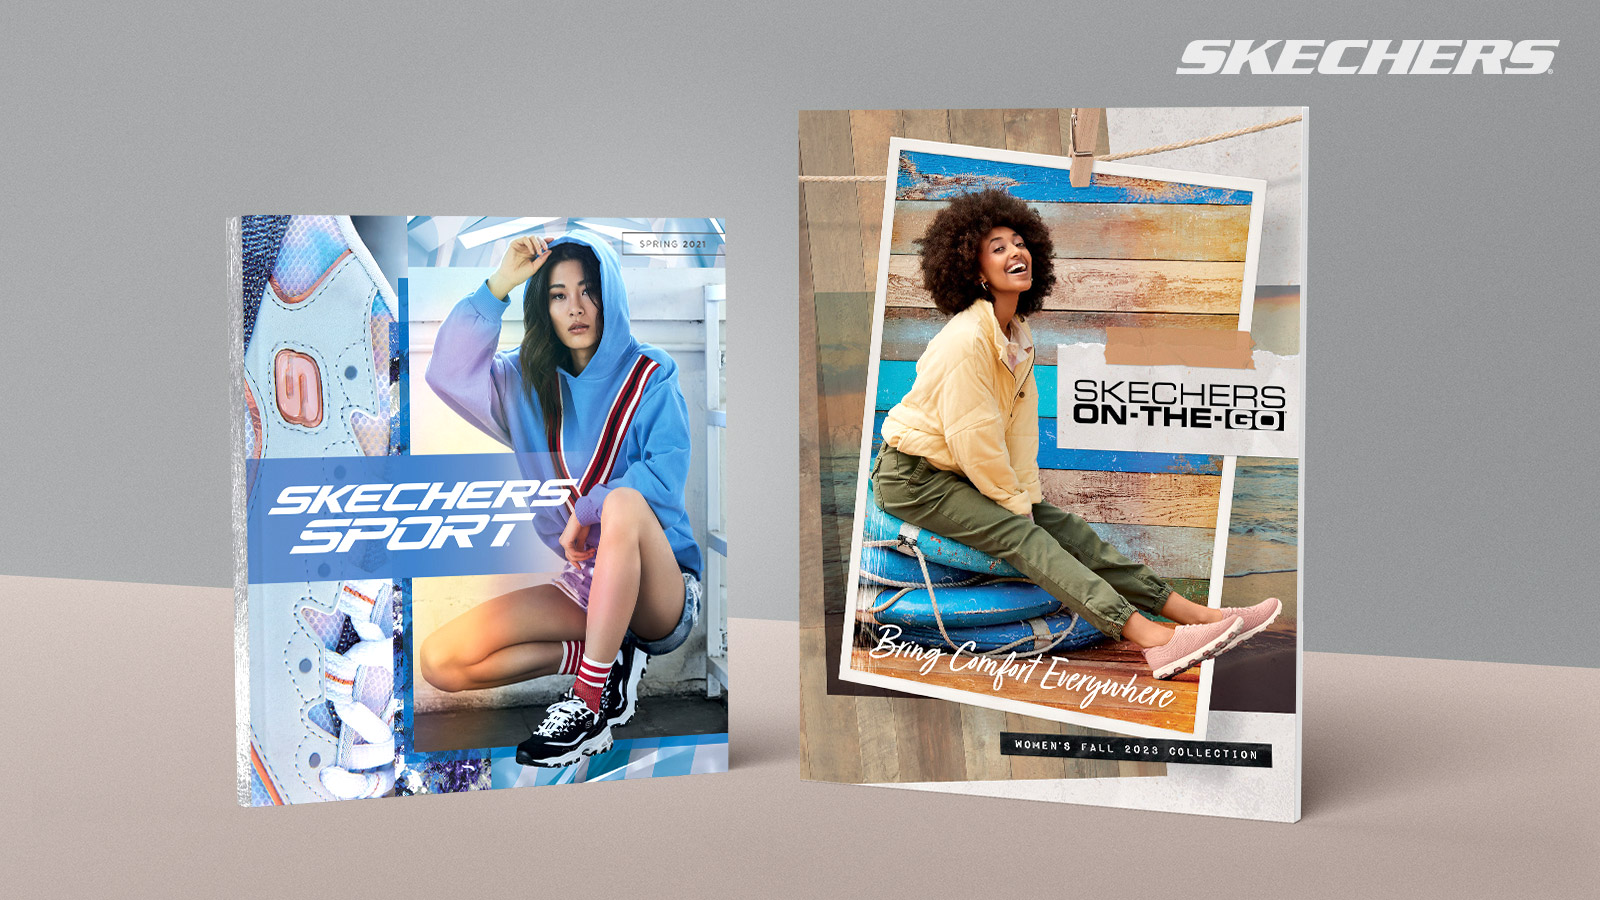 SKECHERS
SPRING 2021
SKECHERS
SPORT
SKECHERS
ON-THE-GO
Bring Comfort Everywhere
WOMEN'S FALL 2023 COLLECTION